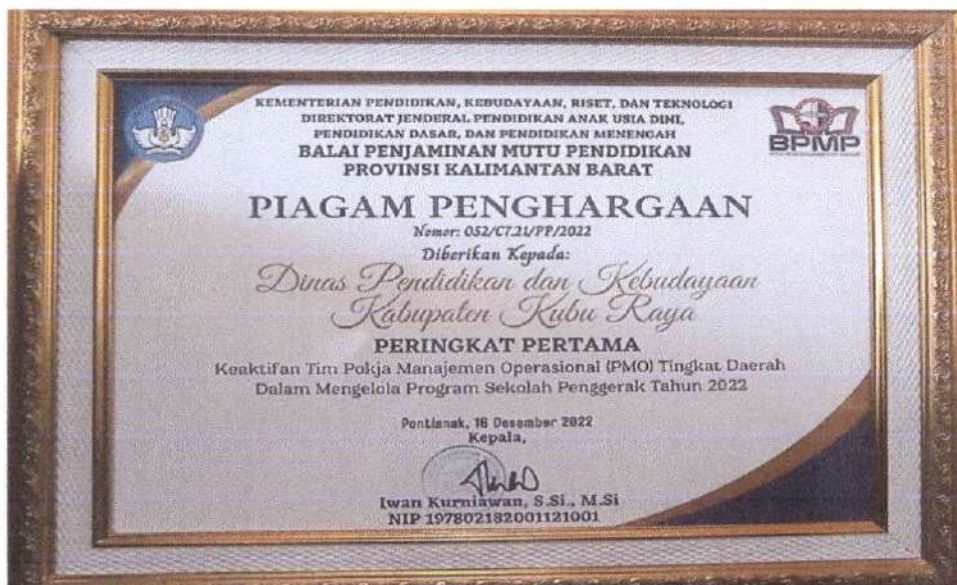 KEMENTERIAN PENDIDIKAN, KEBUDAYAAN, RISET, DAN TEKNOLOGI
DIREKTORAT JENDERAL PENDIDIKAN ANAK USIA DINI,
PENDIDIKAN DASAR, DAN PENDIDIKAN MENENGAH
BALAI PENJAMINAN MUTU PENDIDIKAN
PROVINSI KALIMANTAN BARAT
BPMP
PIAGAM PENGHARGAAN
Nomor: 052/C7.21/PP/2022
Diberikan Kepada:
Dinas Pendidikan dan Kebudayaan
Kabupaten Kubu Raya
PERINGKAT PERTAMA
Keaktifan Tim Pokja Manajemen Operasional (PMO) Tingkat Daerah
Dalam Mengelola Program Sekolah Penggerak Tahun 2022
Pontianak, 16 Desember 2022
Kepala,
Iwan Kurniawan, S.Si., M.Si
NIP 197802182001121001